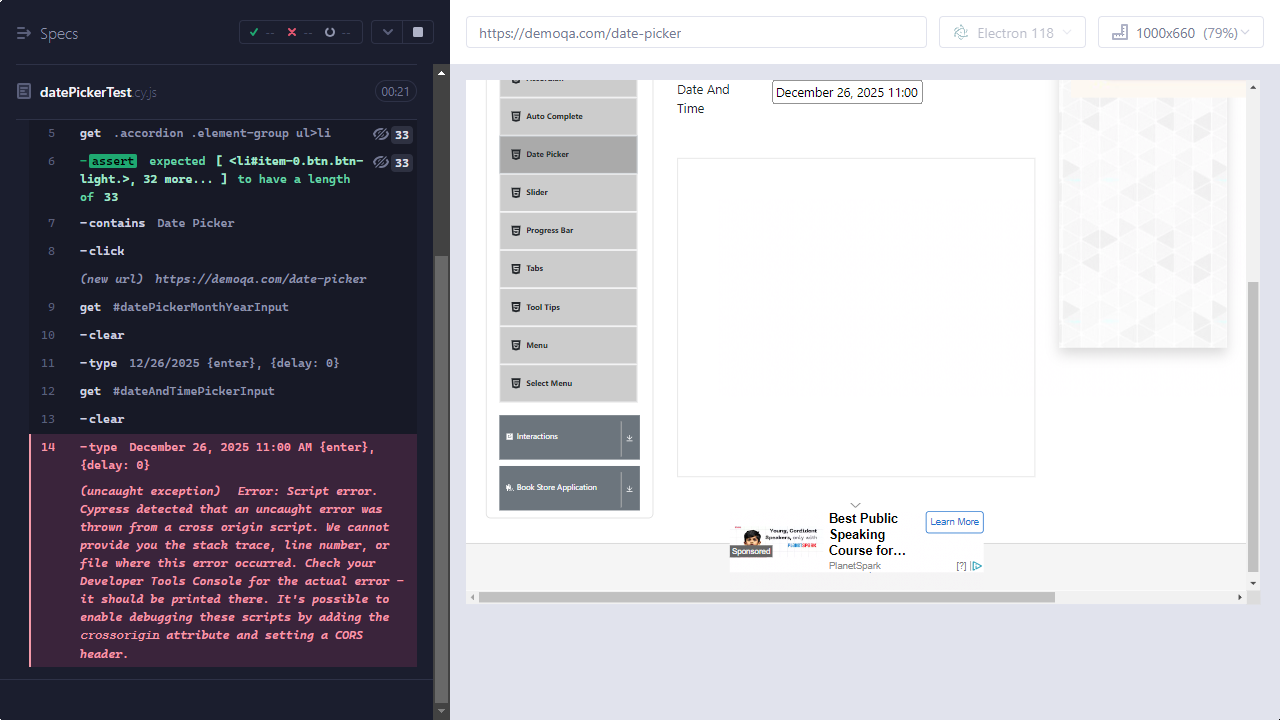 Specs
-- -- --
https://demoqa.com/date-picker
Electron 118
1000x660 (79%)
datePickerTest.cy.js
00:21
5 get .accordion .element-group ul>li 33
6 -assert expected [ <li#item-0.btn.btn-
light.>, 32 more... ] to have a length
of 33
33
7 -contains Date Picker
8 -click
(new url) https://demoqa.com/date-picker
9 get #datePickerMonthYearInput
10 -clear
11 -type 12/26/2025 {enter}, {delay: 0}
12 get #dateAndTimePickerInput
13 -clear
14 -type December 26, 2025 11:00 AM {enter},
{delay: 0}
(uncaught exception) Error: Script error.
Cypress detected that an uncaught error was
thrown from a cross origin script. We cannot
provide you the stack trace, line number, or
file where this error occurred. Check your
Developer Tools Console for the actual error -
it should be printed there. It's possible to
enable debugging these scripts by adding the
crossorigin attribute and setting a CORS
header.
Auto Complete
Date Picker
Slider
Progress Bar
Tabs
Tool Tips
Menu
Select Menu
Interactions
Book Store Application
Date And
Time
December 26, 2025 11:00
Young, Confident
Speakers, only with
PLANETSPARK
Sponsored
Best Public
Speaking
Course for...
PlanetSpark
Learn More
[?]